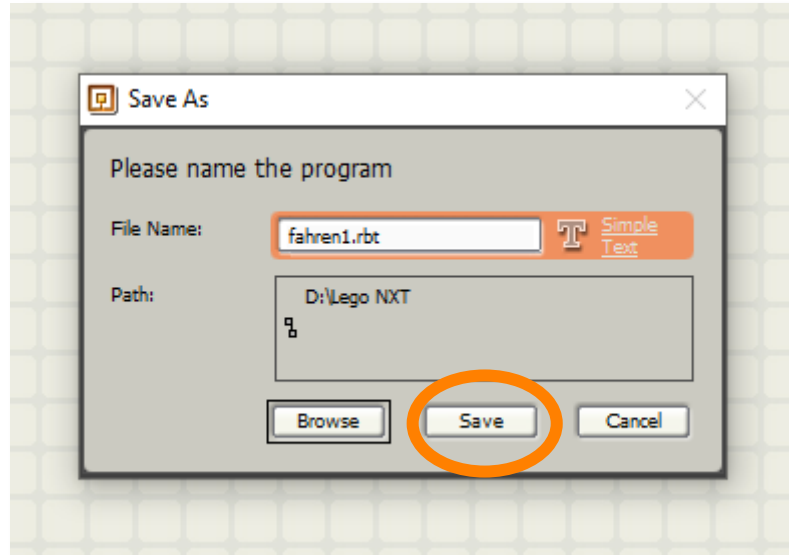 Save As
Please name the program
File Name:
fahren1.rbt
T
Simple
Text
Path:
D:\Lego NXT
Browse
Save
Cancel